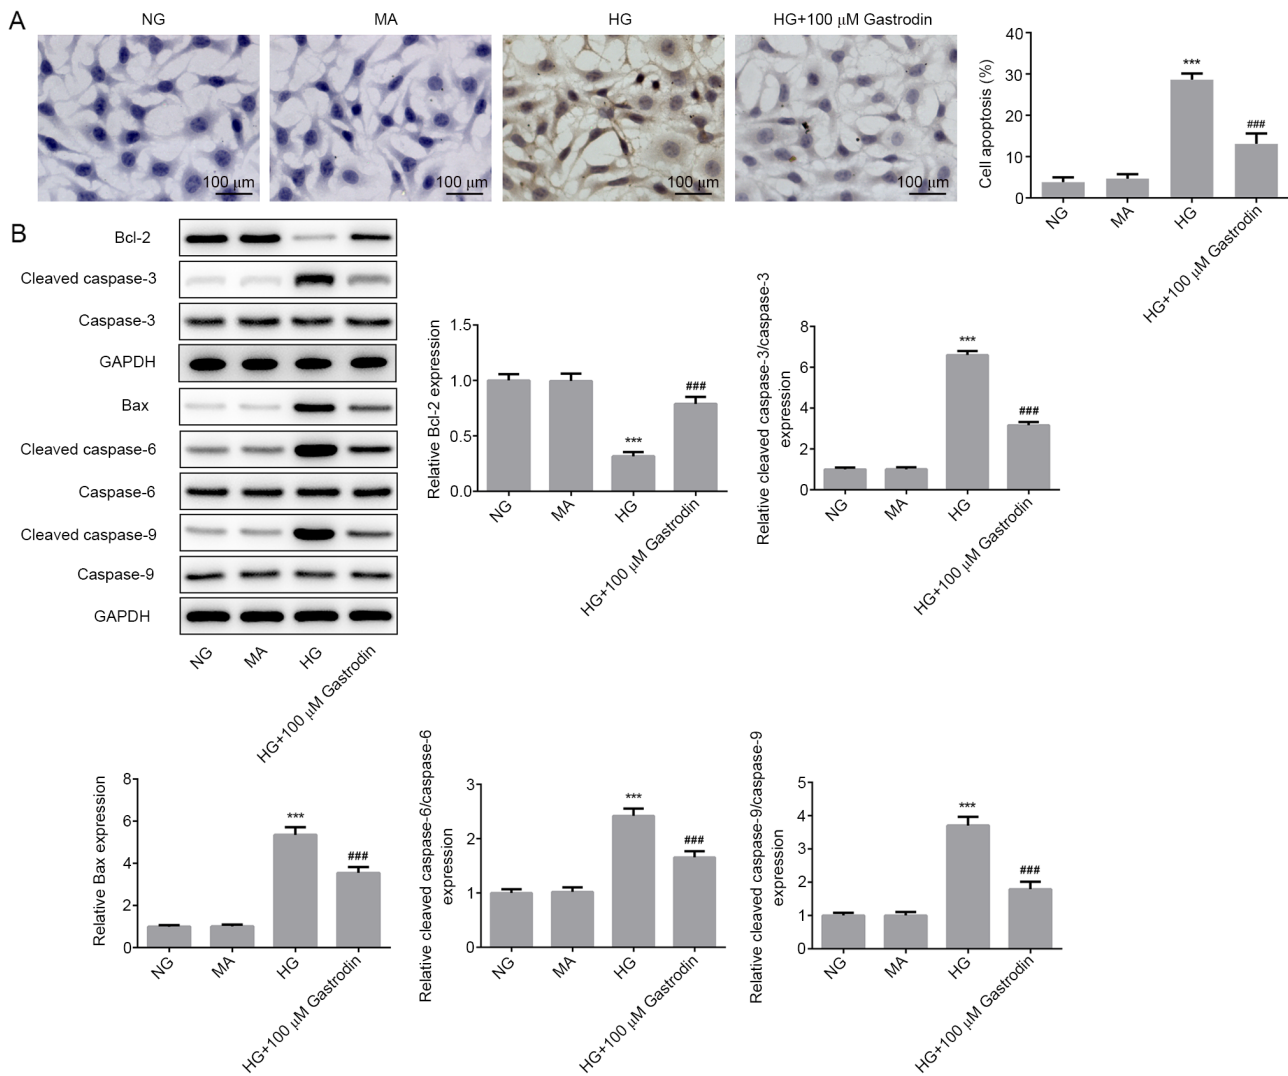 A
NG
MA
HG
HG+100 μM Gastrodin
100 μm
100 μm
100 μm
100 μm
Cell apoptosis (%)
40
30
20
10
0
***
###
NG
MA
HG
HG+100 μM Gastrodin
B
Bcl-2
Cleaved caspase-3
Caspase-3
GAPDH
Bax
Cleaved caspase-6
Caspase-6
Cleaved caspase-9
Caspase-9
GAPDH
NG
MA
HG
HG+100 μM Gastrodin
Relative Bcl-2 expression
1.5
1.0
0.5
0.0
***
###
NG
MA
HG
HG+100 μM Gastrodin
Relative cleaved caspase-3/caspase-3
expression
8
6
4
2
0
***
###
NG
MA
HG
HG+100 μM Gastrodin
Relative Bax expression
8
6
4
2
0
***
###
NG
MA
HG
HG+100 μM Gastrodin
Relative cleaved caspase-6/caspase-6
expression
3
2
1
0
***
###
NG
MA
HG
HG+100 μM Gastrodin
Relative cleaved caspase-9/caspase-9
expression
5
4
3
2
1
0
***
###
NG
MA
HG
HG+100 μM Gastrodin